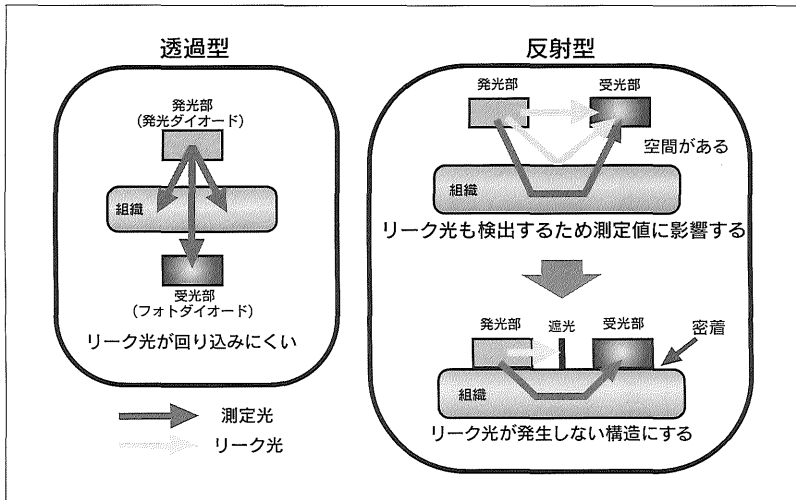 透過型
発光部
(発光ダイオード)
組織
受光部
(フォトダイオード)
リーク光が回り込みにくい
測定光
リーク光
反射型
発光部
受光部
空間がある
組織
リーク光も検出するため測定値に影響する
発光部
遮光
受光部
密着
組織
リーク光が発生しない構造にする